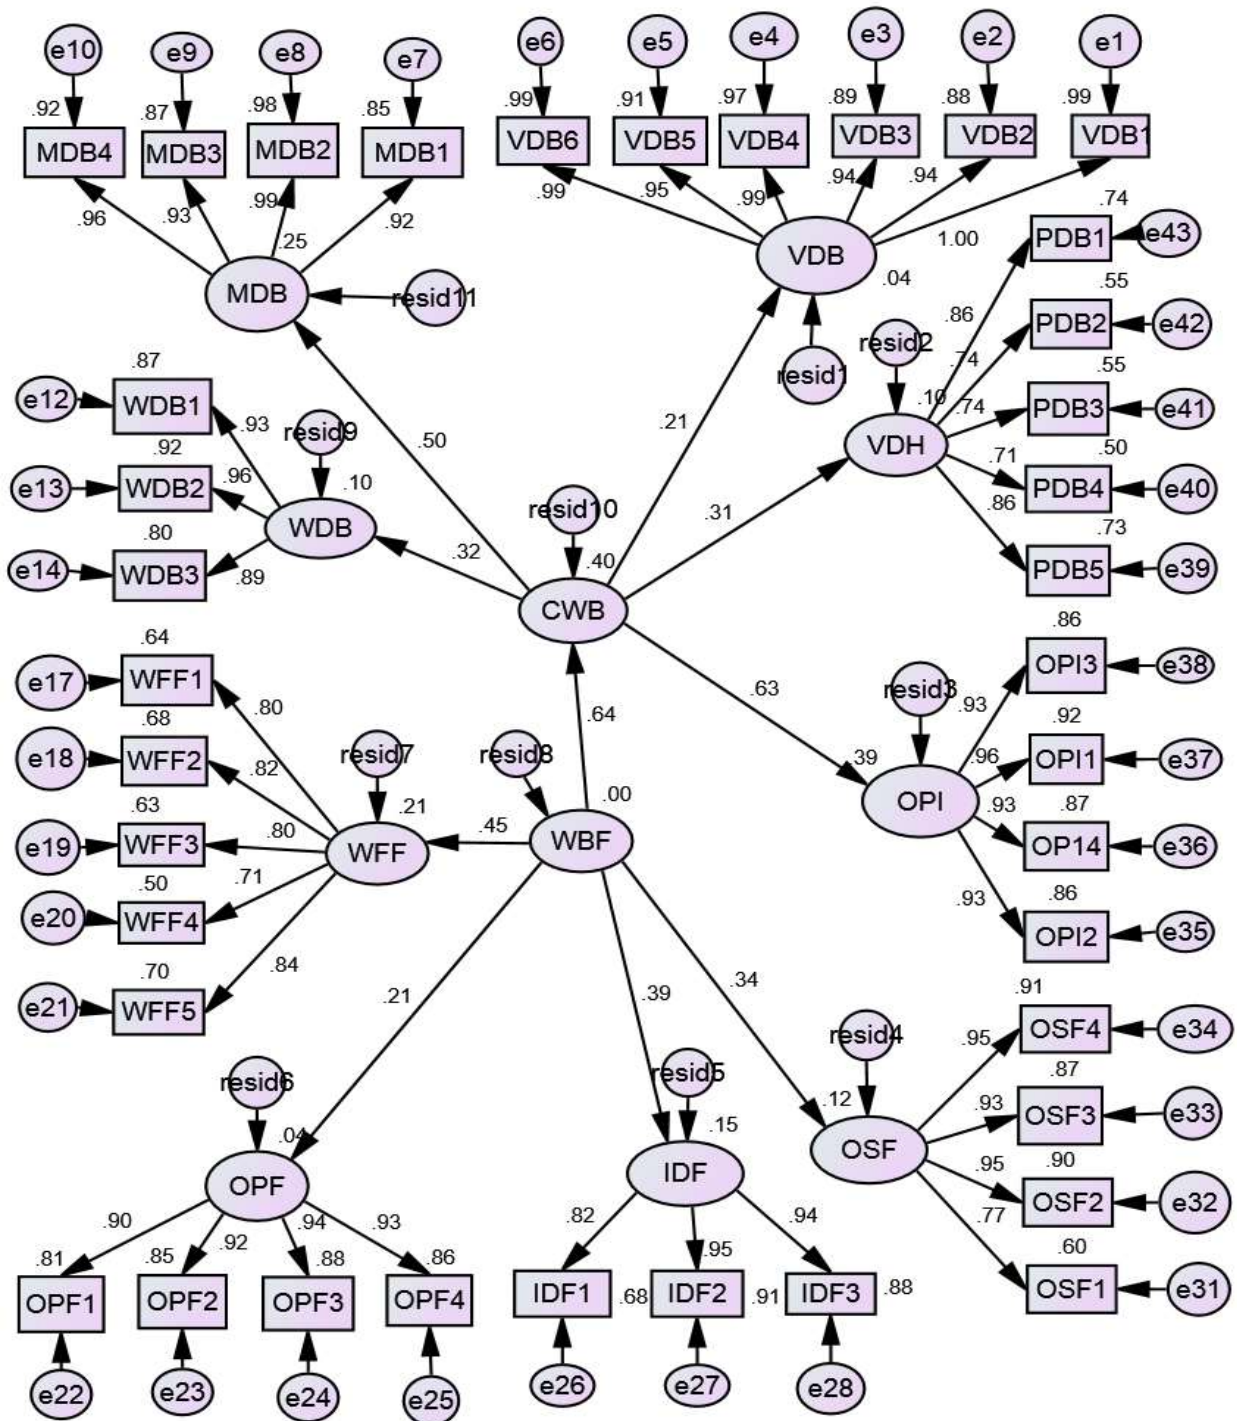 e10 e9 e8 e7 e6 e5 e4 e3 e2 e1
.92 .87 .98 .85 .99 .91 .97 .89 .88 .99
MDB4 MDB3 MDB2 MDB1 VDB6 VDB5 VDB4 VDB3 VDB2 VDB1
.96 .93 .99 .92 .99 .95 .99 .94 .94 1.00
.25 MDB resid11 VDB .04 resid1
.74 PDB1 e43
.55 PDB2 e42
.55 PDB3 e41
.50 PDB4 e40
.73 PDB5 e39
.86 .74 .74 .71 .86
resid2 .10 VDH
.87 e12 WDB1 .93
.92 e13 WDB2 .96
.80 e14 WDB3 .89
resid9 .10 WDB
.50 .21 .32 .31
resid10 .40 CWB
.63 .64
.64 e17 WFF1 .80
.68 e18 WFF2 .82
.63 e19 WFF3 .80
.50 e20 WFF4 .71
.70 e21 WFF5 .84
resid7 .21 WFF .45
resid8 .00 WBF
resid3 .39 OPI
.86 .93 OPI3 e38
.92 .96 OPI1 e37
.87 .93 OP14 e36
.86 .93 OPI2 e35
.21 .39 .34
resid4 .12 OSF
.91 .95 OSF4 e34
.87 .93 OSF3 e33
.90 .95 OSF2 e32
.60 .77 OSF1 e31
resid6 .04 OPF
resid5 .15 IDF
.90 .92 .94 .93 .82 .95 .94
.81 .85 .88 .86
OPF1 OPF2 OPF3 OPF4 IDF1 .68 IDF2 .91 IDF3 .88
e22 e23 e24 e25 e26 e27 e28